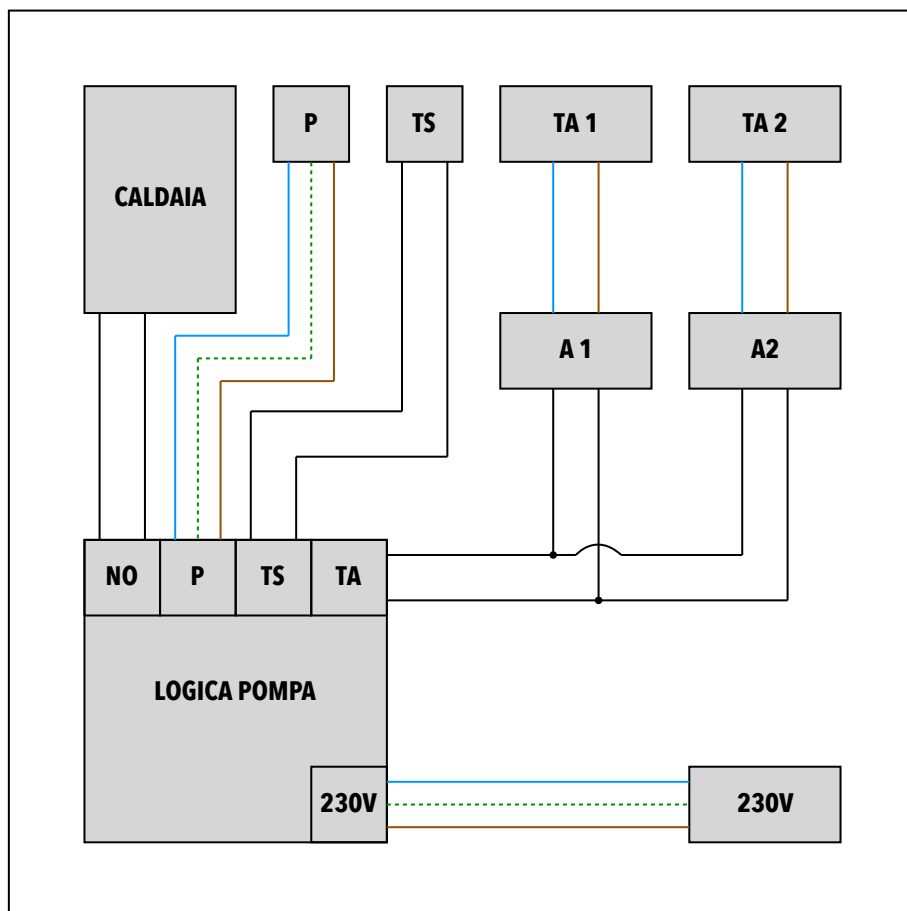 P
TS
TA 1
TA 2
CALDAIA
A 1
A2
NO
P
TS
TA
LOGICA POMPA
230V
230V